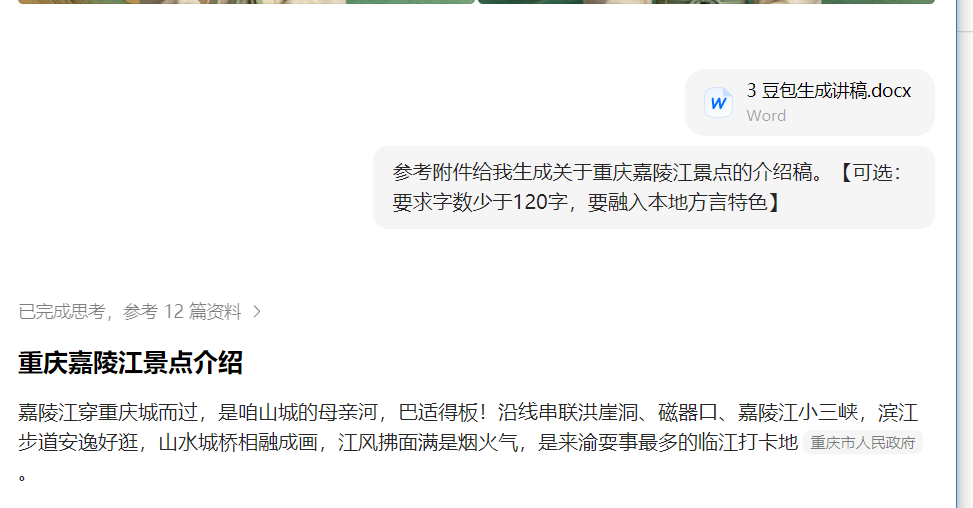 3 豆包生成讲稿.docx
W
Word
参考附件给我生成关于重庆嘉陵江景点的介绍稿。【可选：
要求字数少于120字，要融入本地方言特色】
已完成思考，参考 12 篇资料 >
重庆嘉陵江景点介绍
嘉陵江穿重庆城而过，是咱山城的母亲河，巴适得板！沿线串联洪崖洞、磁器口、嘉陵江小三峡，滨江
步道安逸好逛，山水城桥相融成画，江风拂面满是烟火气，是来渝耍事最多的临江打卡地 重庆市人民政府
。